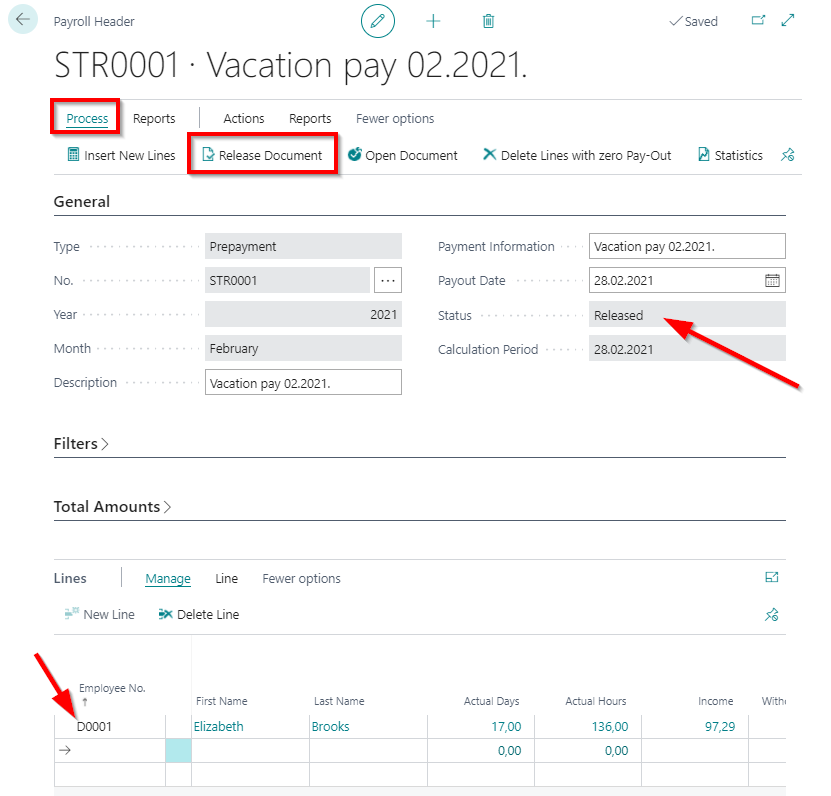 Payroll Header
Saved
STR0001 · Vacation pay 02.2021.
Process Reports Actions Reports Fewer options
Insert New Lines Release Document Open Document Delete Lines with zero Pay-Out Statistics
General
Type Prepayment Payment Information Vacation pay 02.2021.
No. STR0001 ... Payout Date 28.02.2021
Year 2021 Status Released
Month February Calculation Period 28.02.2021
Description Vacation pay 02.2021.
Filters
Total Amounts
Lines Manage Line Fewer options
New Line Delete Line
Employee No. First Name Last Name Actual Days Actual Hours Income
D0001 Elizabeth Brooks 17,00 136,00 97,29
0,00 0,00